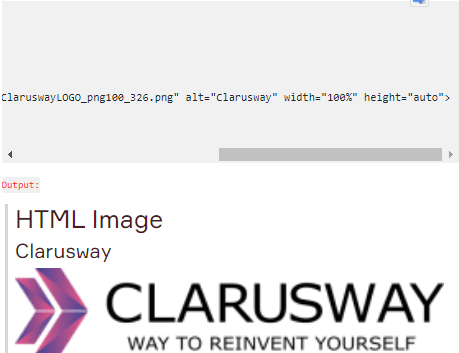 ClaruswayLOGO_png100_326.png" alt="Clarusway" width="100%" height="auto">
Output:
HTML Image
Clarusway
CLARUSWAY
WAY TO REINVENT YOURSELF